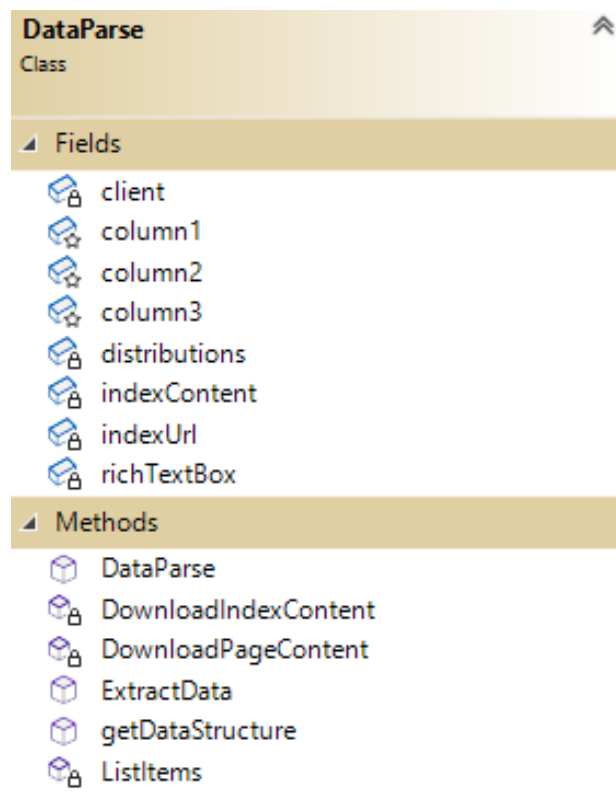 DataParse
Class
Fields
client
column1
column2
column3
distributions
indexContent
indexUrl
richTextBox
Methods
DataParse
DownloadIndexContent
DownloadPageContent
ExtractData
getDataStructure
ListItems